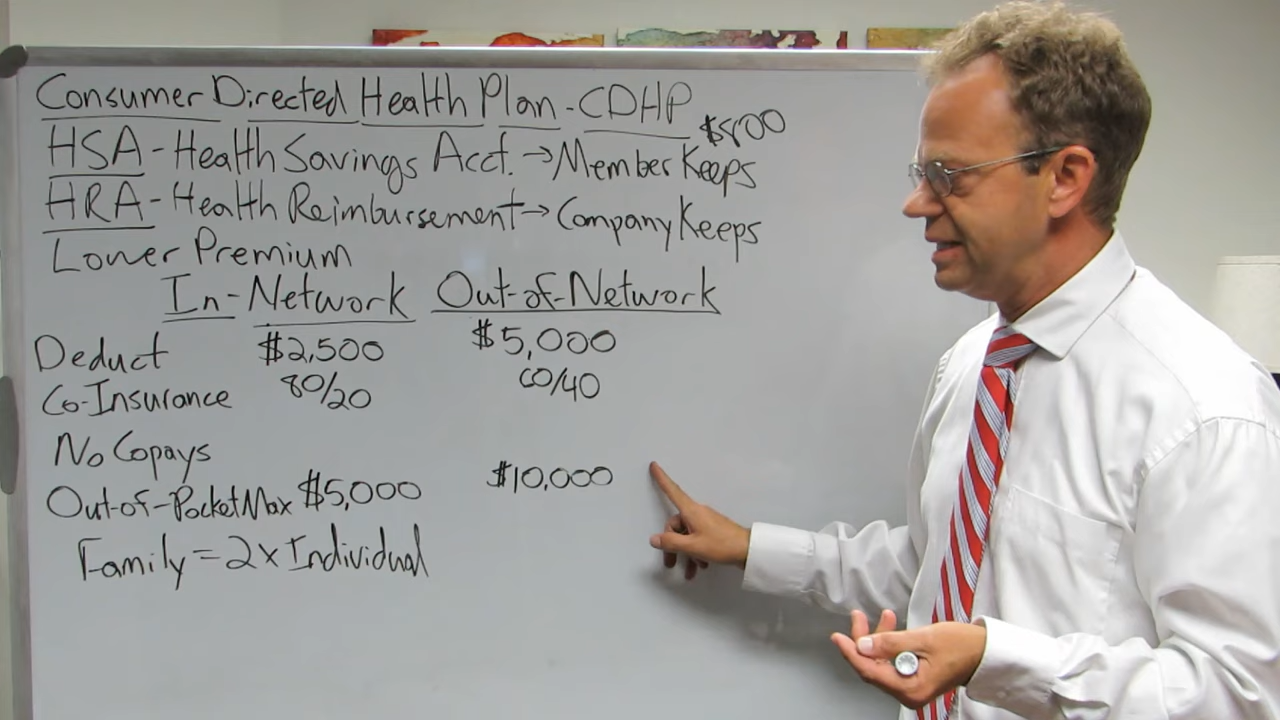 Consumer Directed Health Plan - CDHP
$800
HSA - Health Savings Acct. → Member Keeps
HRA - Health Reimbursement → Company Keeps
Lower Premium
In-Network Out-of-Network
Deduct $2,500 $5,000
Co-Insurance 80/20 60/40
No Copays
Out-of-Pocket Max $5,000 $10,000
Family = 2 x Individual